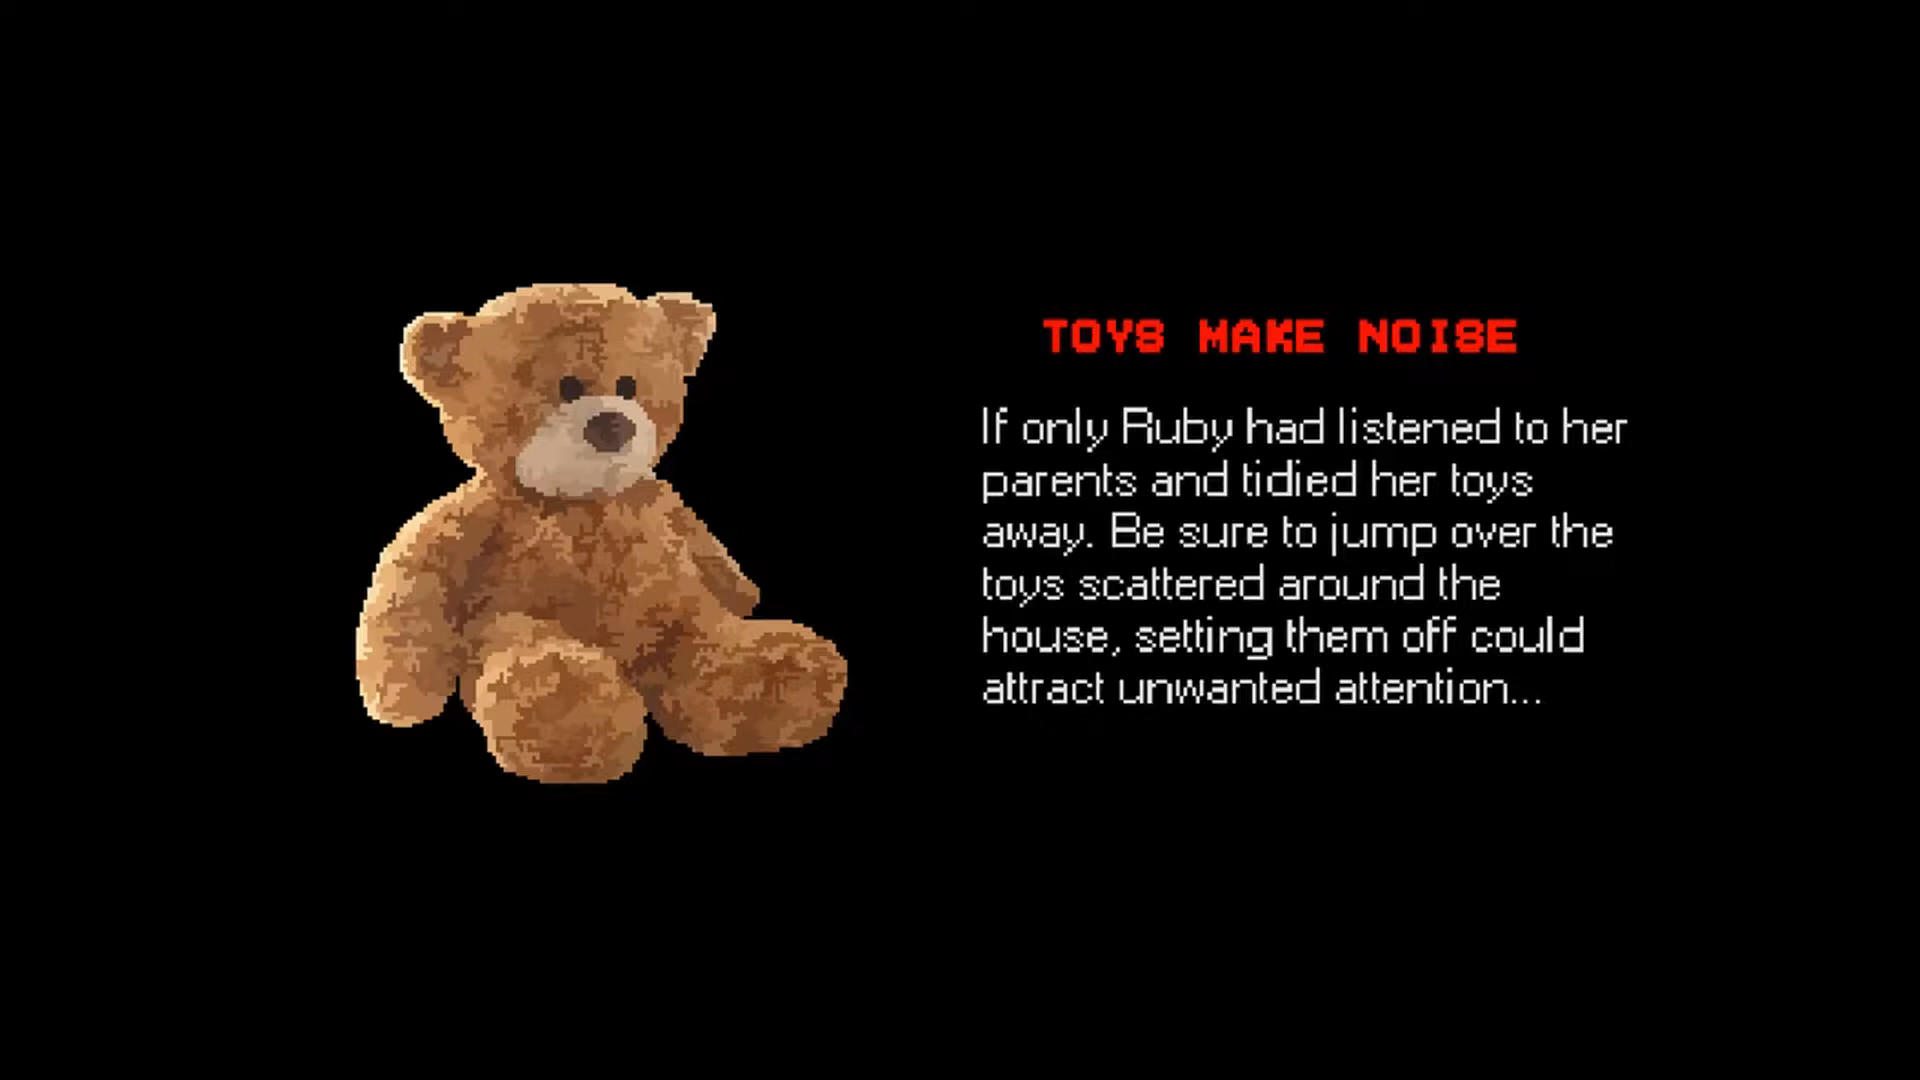 TOYS MAKE NOISE
If only Ruby had listened to her
parents and tidied her toys
away. Be sure to jump over the
toys scattered around the
house, setting them off could
attract unwanted attention...